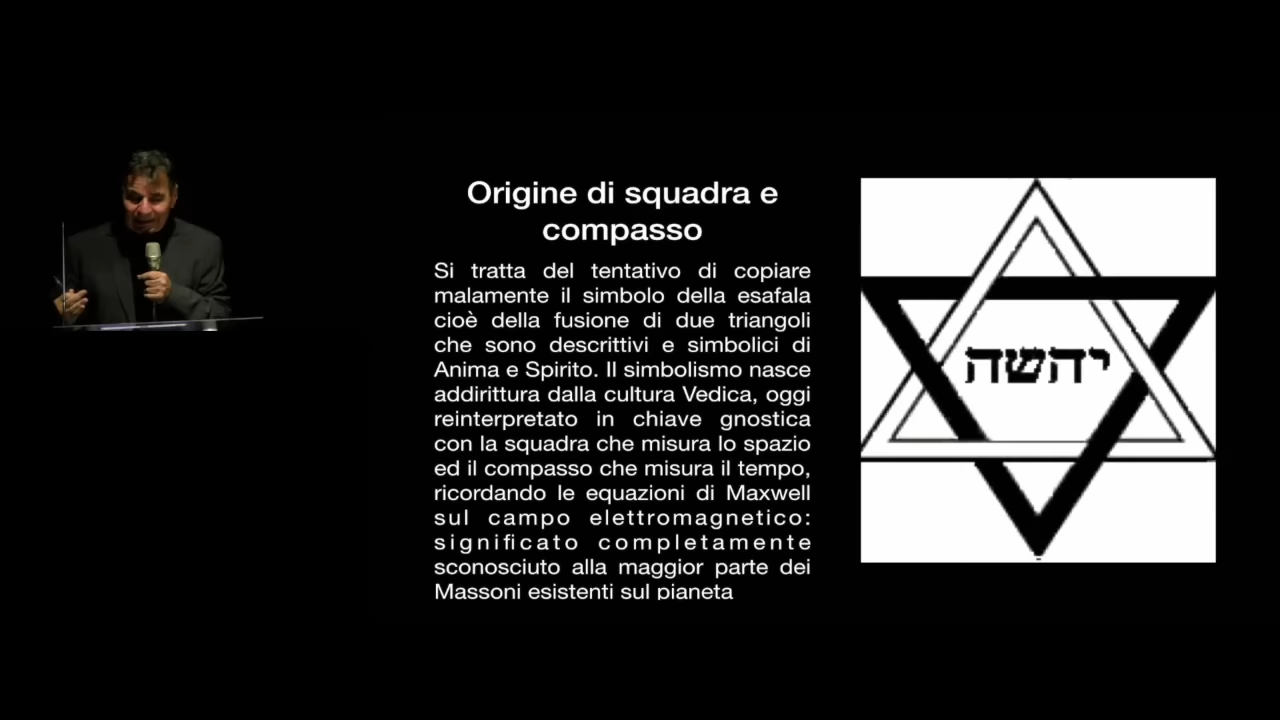 Origine di squadra e
compasso
Si tratta del tentativo di copiare
malamente il simbolo della esafala
cioè della fusione di due triangoli
che sono descrittivi e simbolici di
Anima e Spirito. Il simbolismo nasce
addirittura dalla cultura Vedica, oggi
reinterpretato in chiave gnostica
con la squadra che misura lo spazio
ed il compasso che misura il tempo,
ricordando le equazioni di Maxwell
sul campo elettromagnetico:
significato completamente
sconosciuto alla maggior parte dei
Massoni esistenti sul pianeta
יהשה